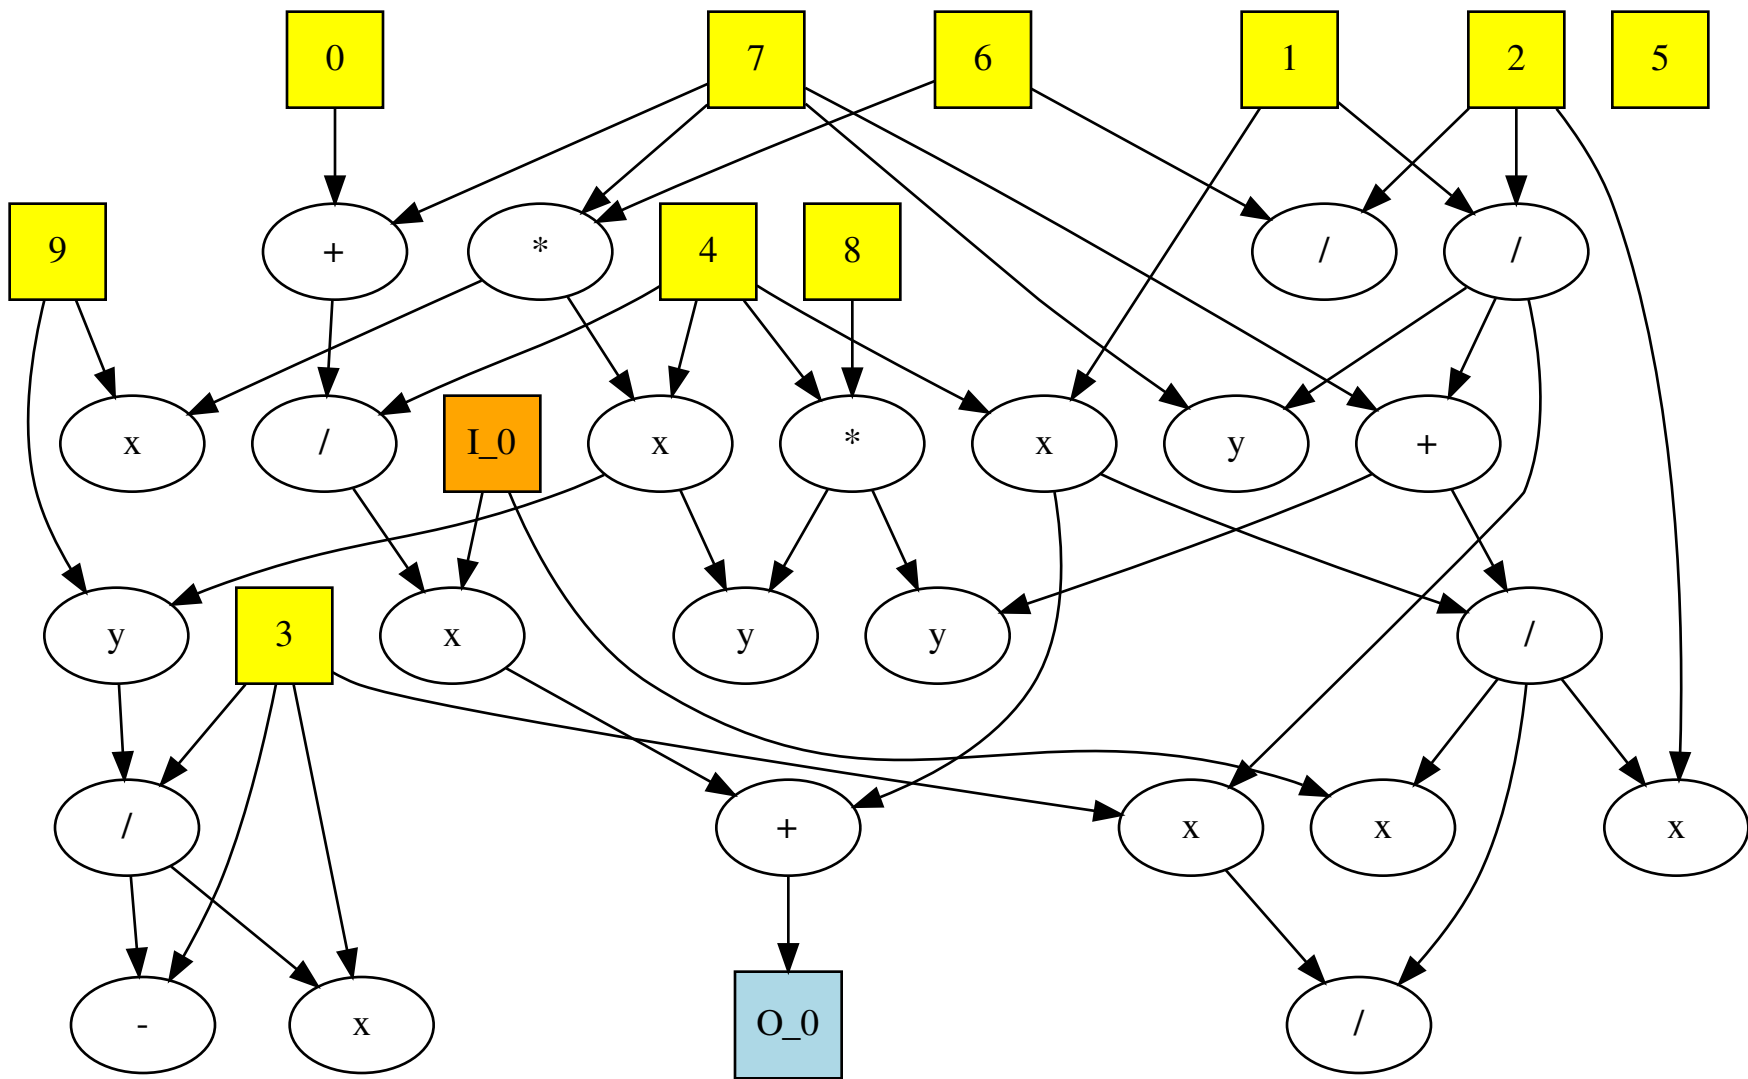 0 7 6 1 2 5
9 + * 4 8 / /
x / I_0 x * x y +
y 3 x y y /
/ + x x x
- x O_0 /